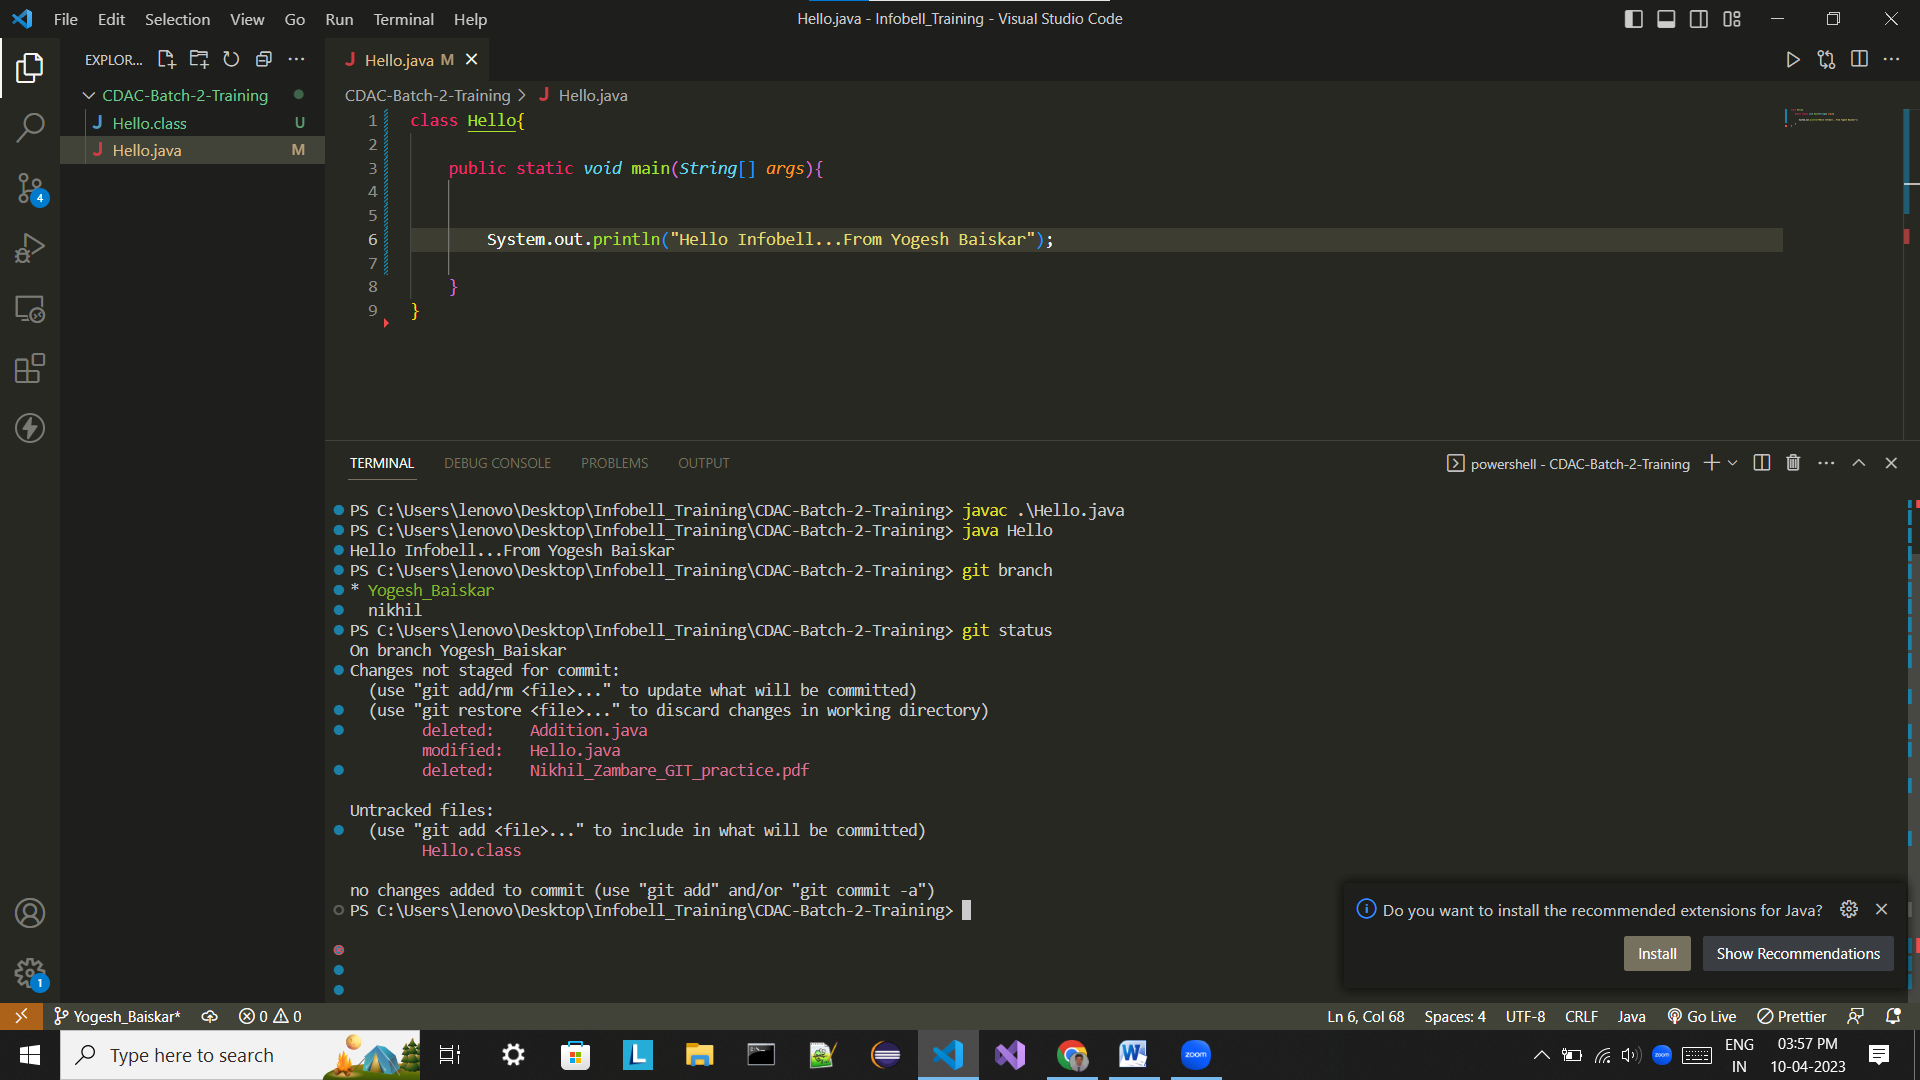 File Edit Selection View Go Run Terminal Help
Hello.java - Infobell_Training - Visual Studio Code
EXPLOR...
CDAC-Batch-2-Training
Hello.class U
Hello.java M
4
1
Hello.java M
CDAC-Batch-2-Training > Hello.java
1 class Hello{
2
3 public static void main(String[] args){
4
5
6 System.out.println("Hello Infobell...From Yogesh Baiskar");
7
8 }
9 }
TERMINAL DEBUG CONSOLE PROBLEMS OUTPUT
powershell - CDAC-Batch-2-Training
PS C:\Users\lenovo\Desktop\Infobell_Training\CDAC-Batch-2-Training> javac .\Hello.java
PS C:\Users\lenovo\Desktop\Infobell_Training\CDAC-Batch-2-Training> java Hello
Hello Infobell...From Yogesh Baiskar
PS C:\Users\lenovo\Desktop\Infobell_Training\CDAC-Batch-2-Training> git branch
* Yogesh_Baiskar
nikhil
PS C:\Users\lenovo\Desktop\Infobell_Training\CDAC-Batch-2-Training> git status
On branch Yogesh_Baiskar
Changes not staged for commit:
(use "git add/rm <file>..." to update what will be committed)
(use "git restore <file>..." to discard changes in working directory)
deleted: Addition.java
modified: Hello.java
deleted: Nikhil_Zambare_GIT_practice.pdf
Untracked files:
(use "git add <file>..." to include in what will be committed)
Hello.class
no changes added to commit (use "git add" and/or "git commit -a")
PS C:\Users\lenovo\Desktop\Infobell_Training\CDAC-Batch-2-Training>
Do you want to install the recommended extensions for Java?
Install Show Recommendations
Yogesh_Baiskar* 0 0
Ln 6, Col 68 Spaces: 4 UTF-8 CRLF Java Go Live Prettier
Type here to search
L
W
zoom
zoom
ENG
IN
03:57 PM
10-04-2023